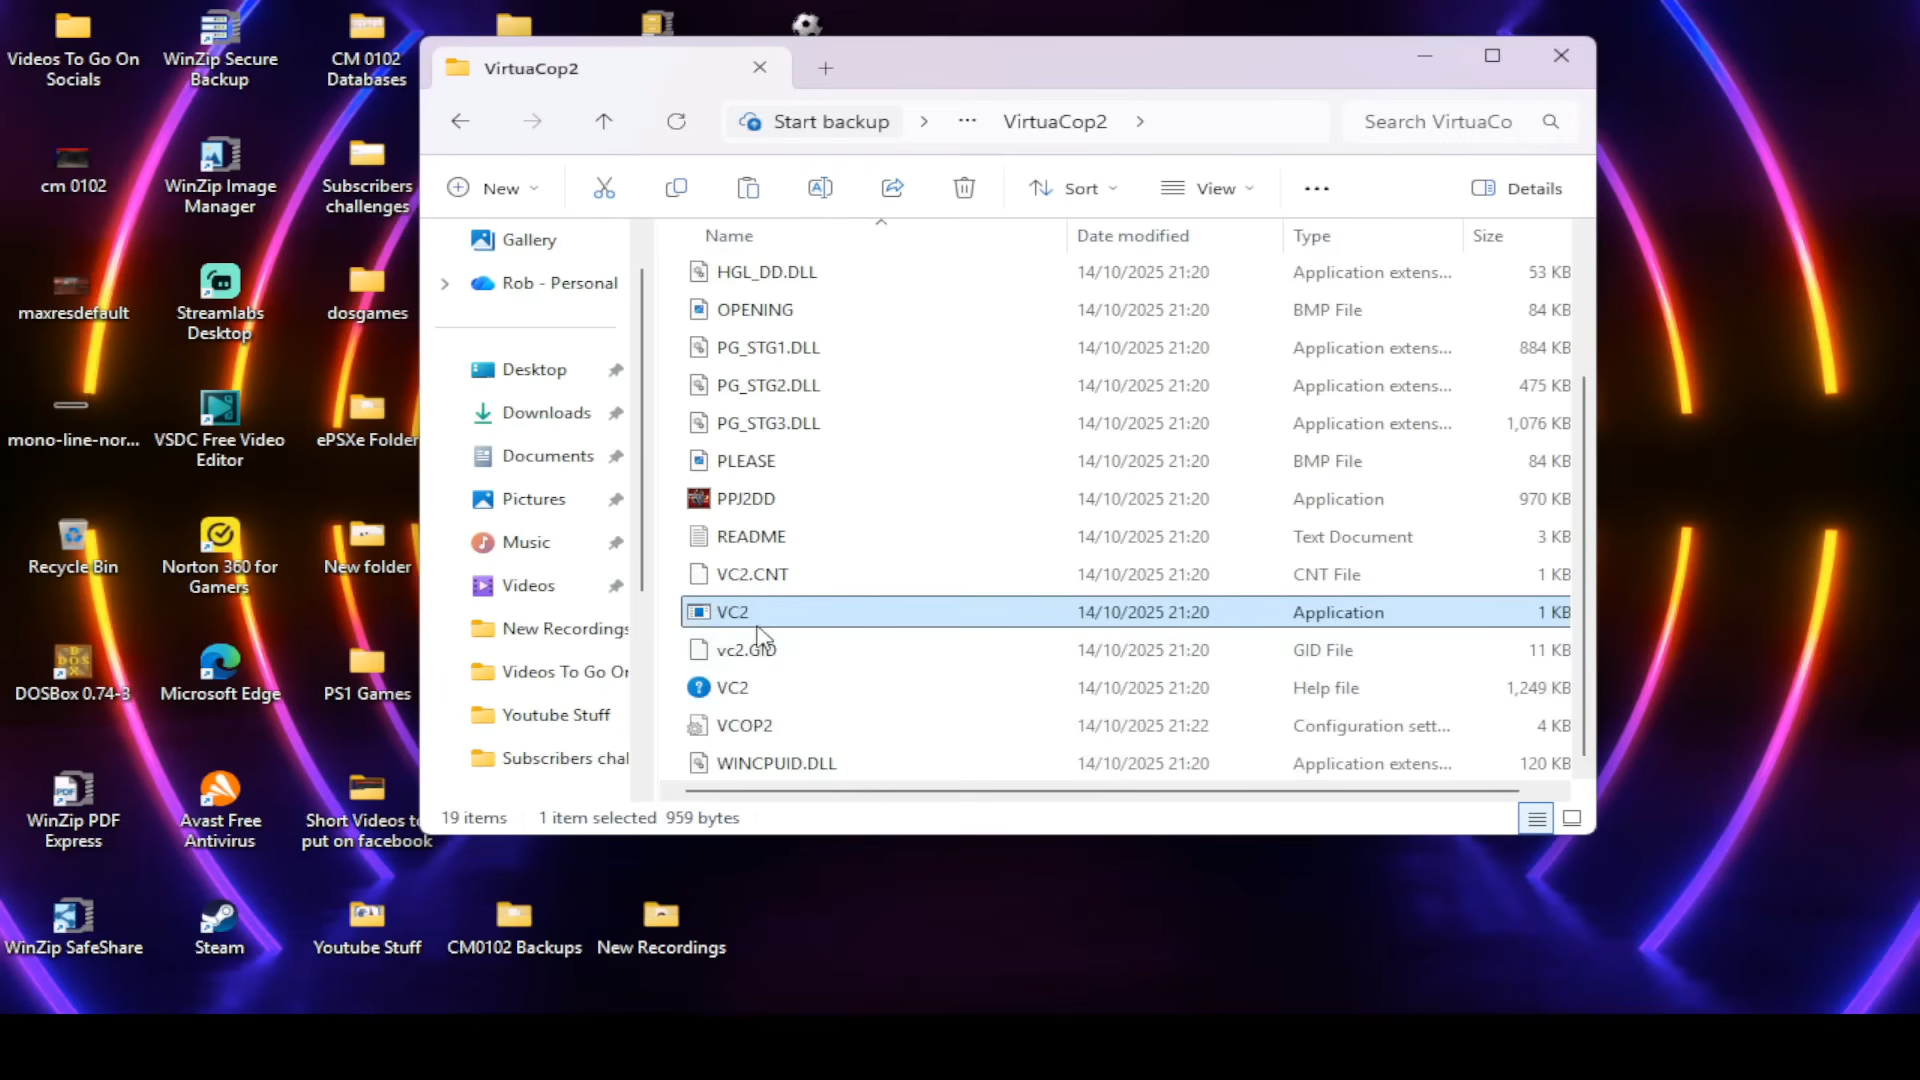 Videos To Go On
Socials
WinZip Secure
Backup
CM 0102
Databases
cm 0102
WinZip Image
Manager
Subscribers
challenges
maxresdefault
Streamlabs
Desktop
dosgames
mono-line-nor...
VSDC Free Video
Editor
ePSXe Folder
Recycle Bin
Norton 360 for
Gamers
New folder
DOSBox 0.74-3
Microsoft Edge
PS1 Games
WinZip PDF
Express
Avast Free
Antivirus
Short Videos to
put on facebook
WinZip SafeShare
Steam
Youtube Stuff
CM0102 Backups
New Recordings
VirtuaCop2
Start backup
...
VirtuaCop2
Search VirtuaCo
New
Sort
View
...
Details
Gallery
Rob - Personal
Desktop
Downloads
Documents
Pictures
Music
Videos
New Recordings
Videos To Go Or
Youtube Stuff
Subscribers chal
Name Date modified Type Size
HGL_DD.DLL 14/10/2025 21:20 Application extens... 53 KB
OPENING 14/10/2025 21:20 BMP File 84 KB
PG_STG1.DLL 14/10/2025 21:20 Application extens... 884 KB
PG_STG2.DLL 14/10/2025 21:20 Application extens... 475 KB
PG_STG3.DLL 14/10/2025 21:20 Application extens... 1,076 KB
PLEASE 14/10/2025 21:20 BMP File 84 KB
PPJ2DD 14/10/2025 21:20 Application 970 KB
README 14/10/2025 21:20 Text Document 3 KB
VC2.CNT 14/10/2025 21:20 CNT File 1 KB
VC2 14/10/2025 21:20 Application 1 KB
vc2.GID 14/10/2025 21:20 GID File 11 KB
VC2 14/10/2025 21:20 Help file 1,249 KB
VCOP2 14/10/2025 21:22 Configuration sett... 4 KB
WINCPUID.DLL 14/10/2025 21:20 Application extens... 120 KB
19 items 1 item selected 959 bytes